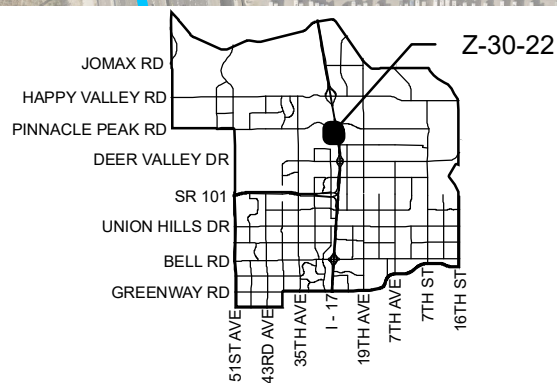 Z-30-22
JOMAX RD
HAPPY VALLEY RD
PINNACLE PEAK RD
DEER VALLEY DR
SR 101
UNION HILLS DR
BELL RD
GREENWAY RD
51ST AVE
43RD AVE
35TH AVE
I - 17
19TH AVE
7TH AVE
7TH ST
16TH ST